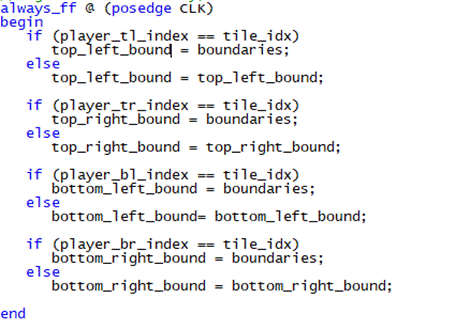 always_ff @ (posedge CLK)
begin
if (player_tl_index == tile_idx)
top_left_bound = boundaries;
else
top_left_bound = top_left_bound;
if (player_tr_index == tile_idx)
top_right_bound = boundaries;
else
top_right_bound = top_right_bound;
if (player_bl_index == tile_idx)
bottom_left_bound = boundaries;
else
bottom_left_bound= bottom_left_bound;
if (player_br_index == tile_idx)
bottom_right_bound = boundaries;
else
bottom_right_bound = bottom_right_bound;
end